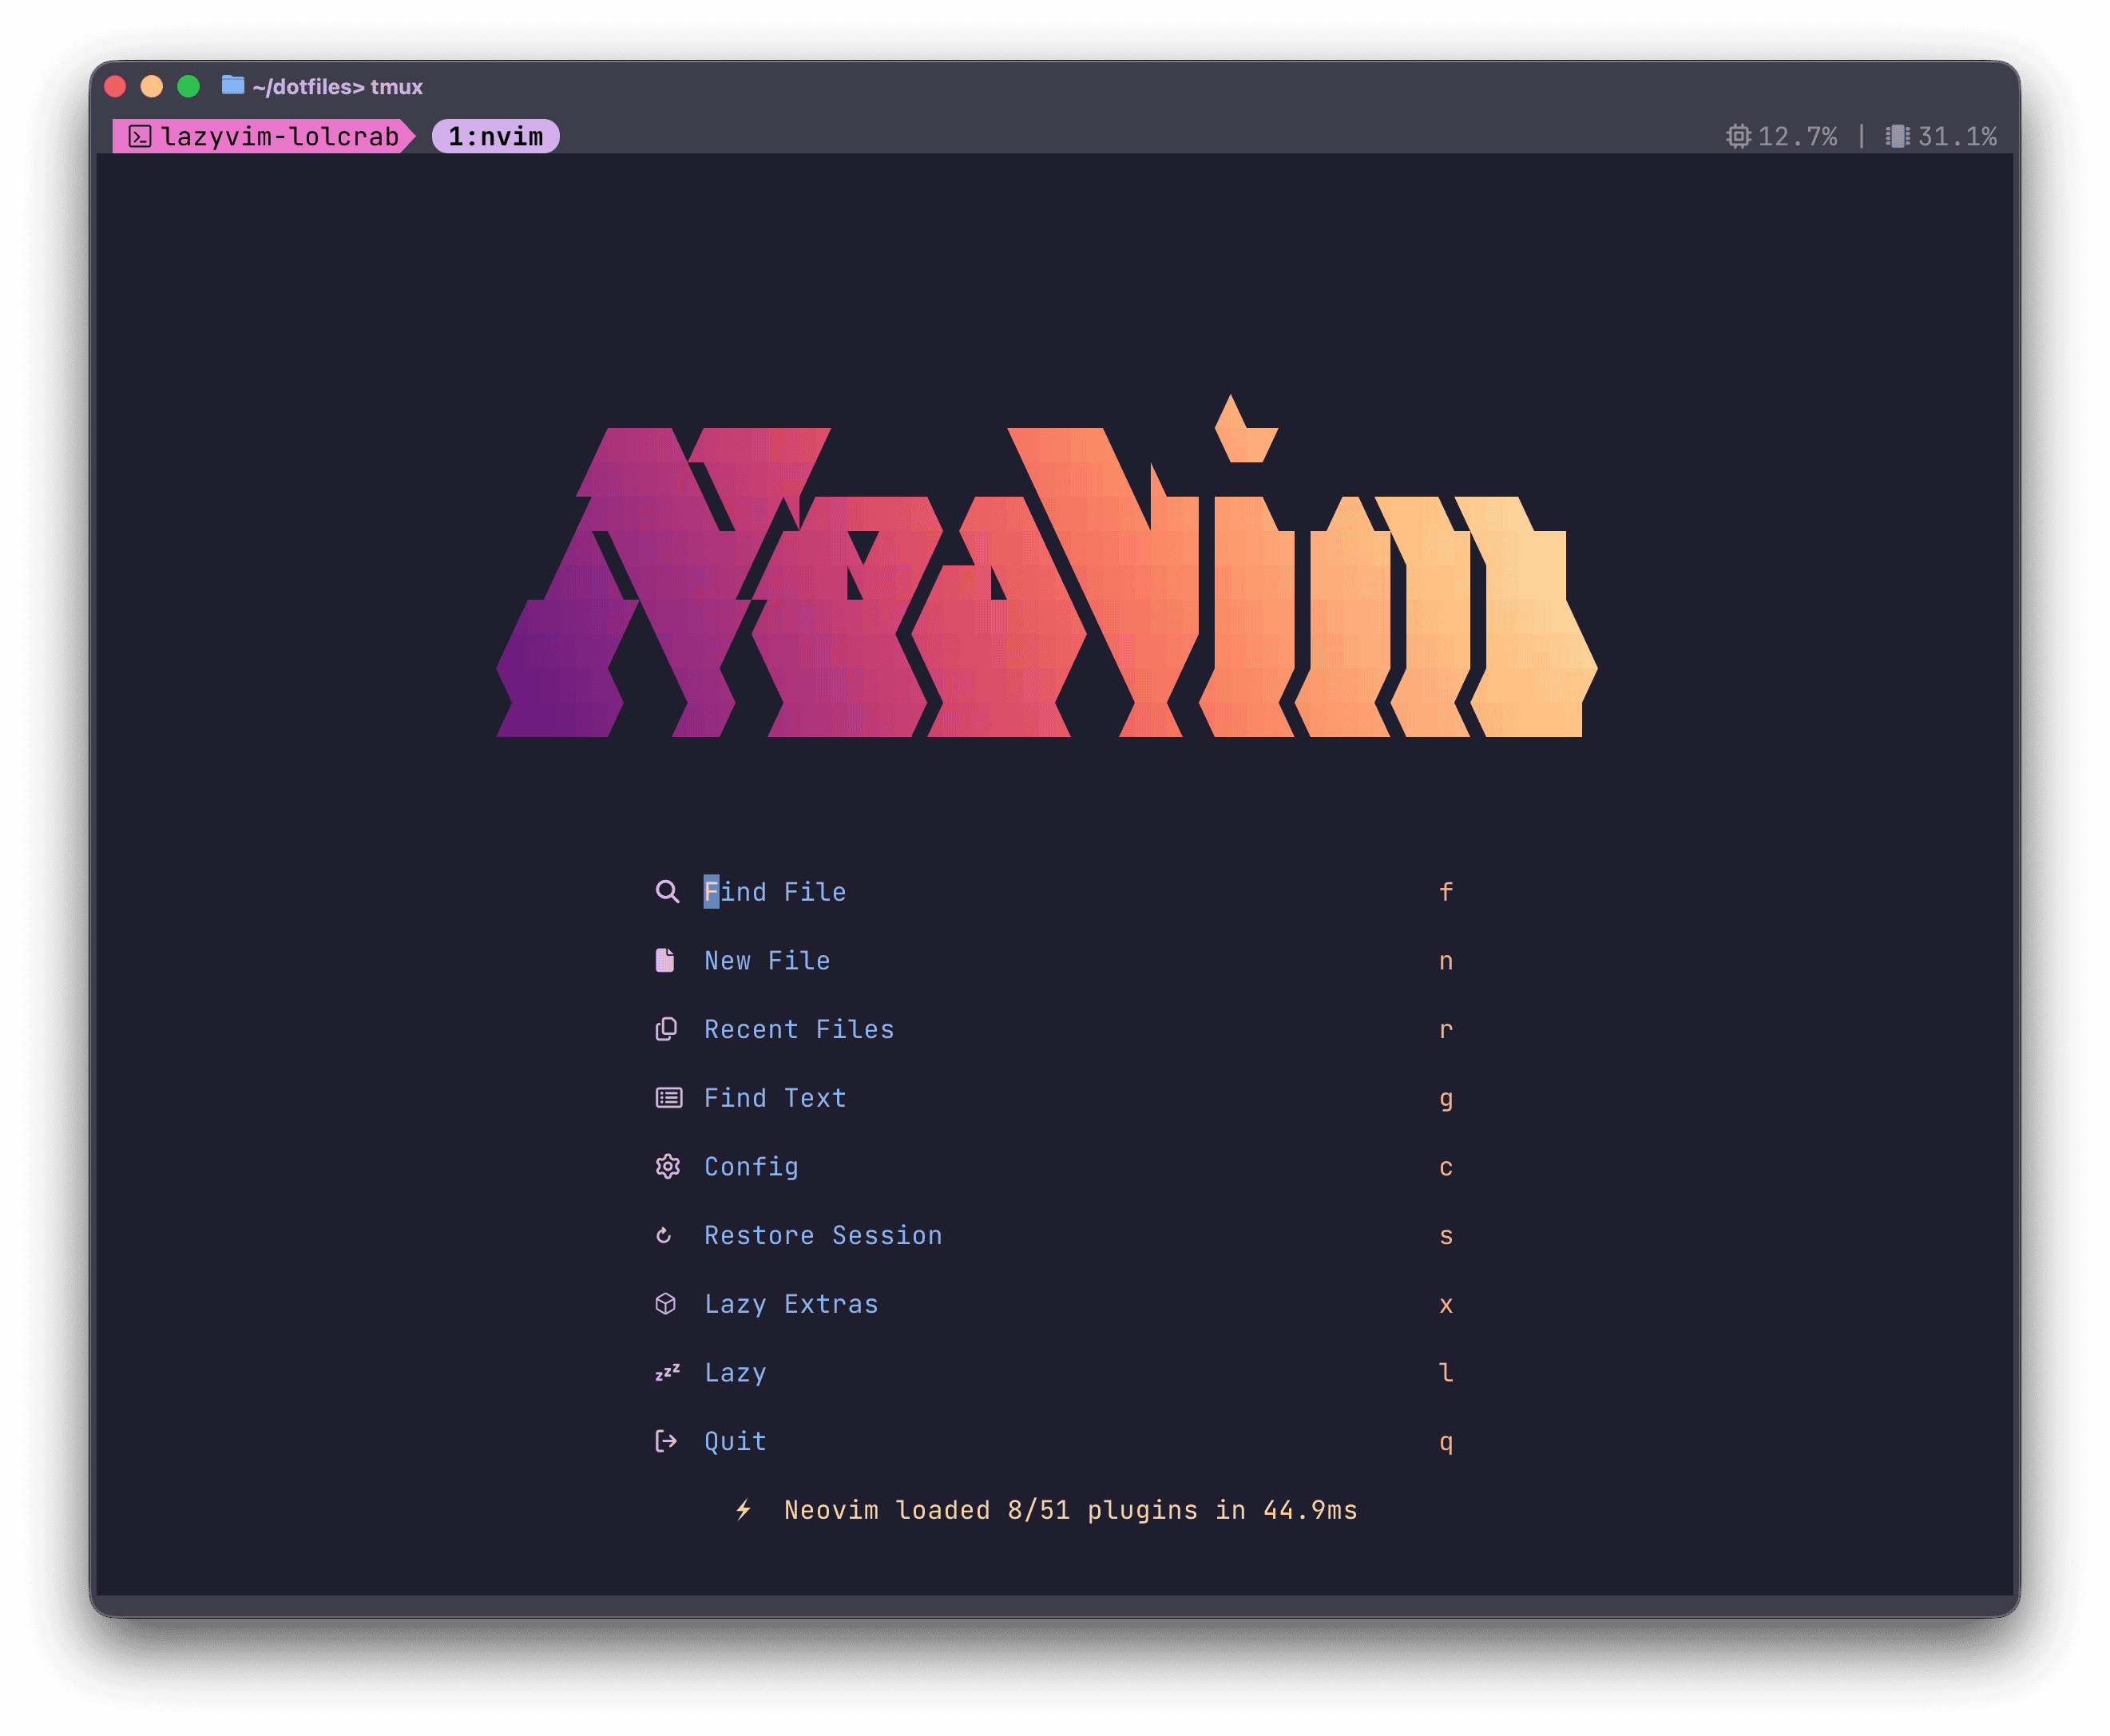 ~/dotfiles> tmux
lazyvim-lolcrab 1:nvim 12.7% | 31.1%
NeoVim
Find File f
New File n
Recent Files r
Find Text g
Config c
Restore Session s
Lazy Extras x
zzz Lazy l
Quit q
Neovim loaded 8/51 plugins in 44.9ms